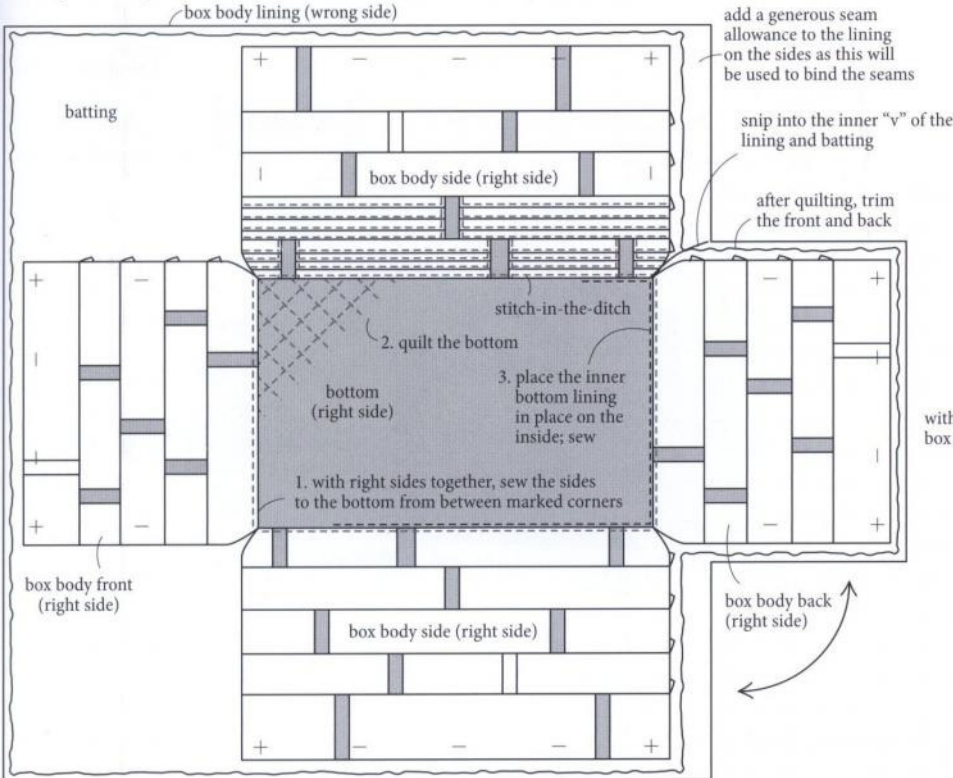 box body lining (wrong side)
add a generous seam
allowance to the lining
on the sides as this will
be used to bind the seams
batting
snip into the inner “v” of the
lining and batting
box body side (right side)
after quilting, trim
the front and back
stitch-in-the-ditch
2. quilt the bottom
bottom
(right side)
3. place the inner
bottom lining
in place on the
inside; sew
with
box
1. with right sides together, sew the sides
to the bottom from between marked corners
box body front
(right side)
box body side (right side)
box body back
(right side)